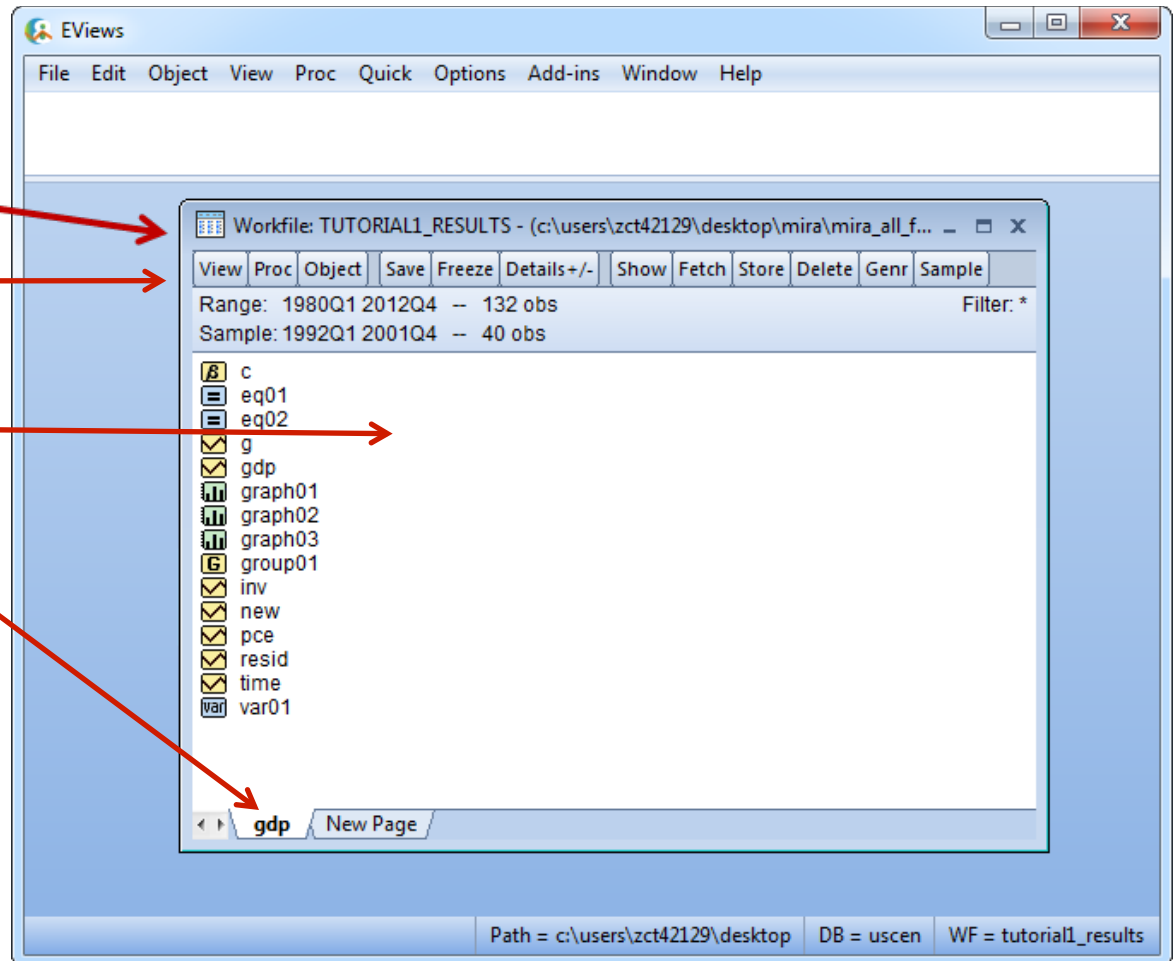 EViews
File Edit Object View Proc Quick Options Add-ins Window Help
Workfile: TUTORIAL1_RESULTS - (c:\users\zct42129\desktop\mira\mira_all_f...
View Proc Object Save Freeze Details+/- Show Fetch Store Delete Genr Sample
Range: 1980Q1 2012Q4 -- 132 obs Filter: *
Sample: 1992Q1 2001Q4 -- 40 obs
β c
= eq01
= eq02
g
gdp
graph01
graph02
graph03
G group01
inv
new
pce
resid
time
var var01
gdp New Page
Path = c:\users\zct42129\desktop DB = uscen WF = tutorial1_results